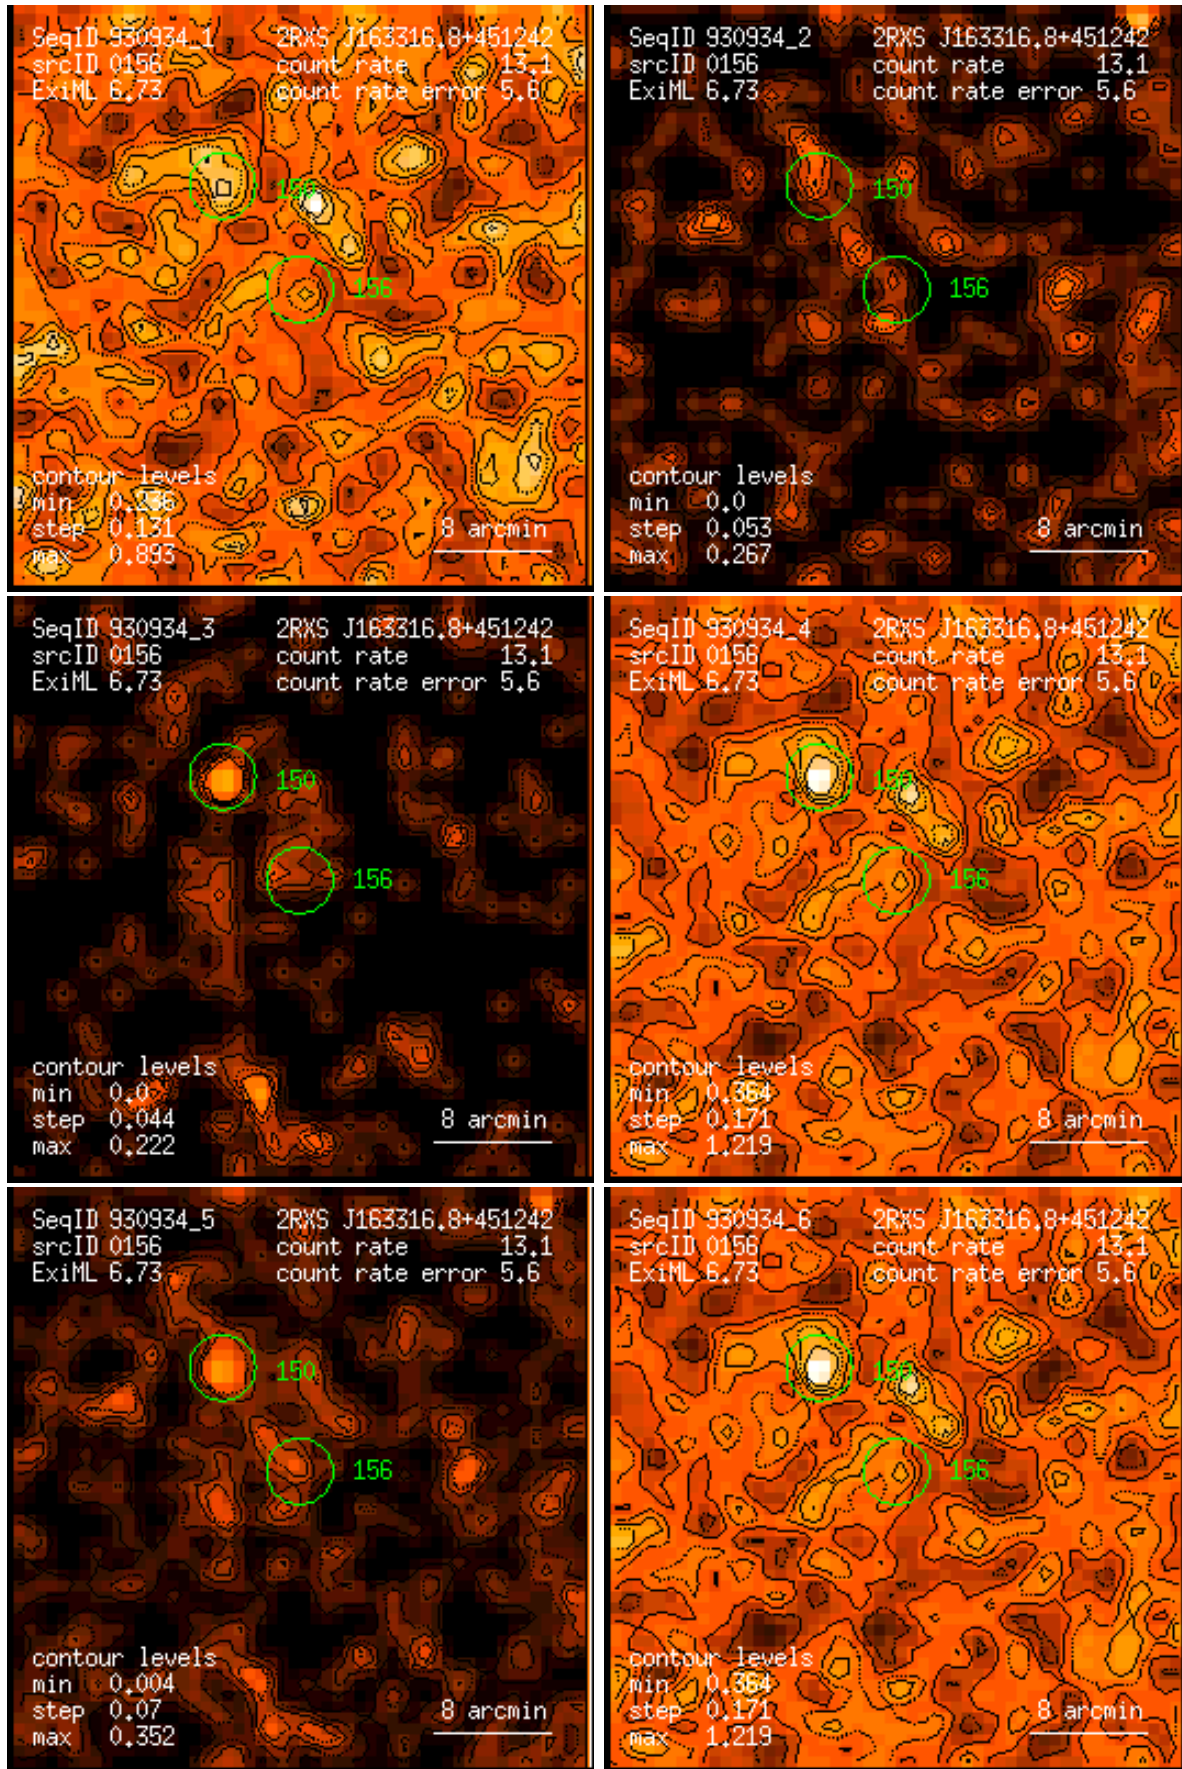 SeqID 930934_1 2RXS J163316.8+451242
srcID 0156 count rate 13.1
ExiML 6.73 count rate error 5.6
150
156
contour levels
min 0.236
step 0.131 8 arcmin
max 0.893
SeqID 930934_2 2RXS J163316.8+451242
srcID 0156 count rate 13.1
ExiML 6.73 count rate error 5.6
150
156
contour levels
min 0.0
step 0.053 8 arcmin
max 0.267
SeqID 930934_3 2RXS J163316.8+451242
srcID 0156 count rate 13.1
ExiML 6.73 count rate error 5.6
150
156
contour levels
min 0.0
step 0.044 8 arcmin
max 0.222
SeqID 930934_4 2RXS J163316.8+451242
srcID 0156 count rate 13.1
ExiML 6.73 count rate error 5.6
150
156
contour levels
min 0.364
step 0.171 8 arcmin
max 1.219
SeqID 930934_5 2RXS J163316.8+451242
srcID 0156 count rate 13.1
ExiML 6.73 count rate error 5.6
150
156
contour levels
min 0.004
step 0.07 8 arcmin
max 0.352
SeqID 930934_6 2RXS J163316.8+451242
srcID 0156 count rate 13.1
ExiML 6.73 count rate error 5.6
150
156
contour levels
min 0.364
step 0.171 8 arcmin
max 1.219